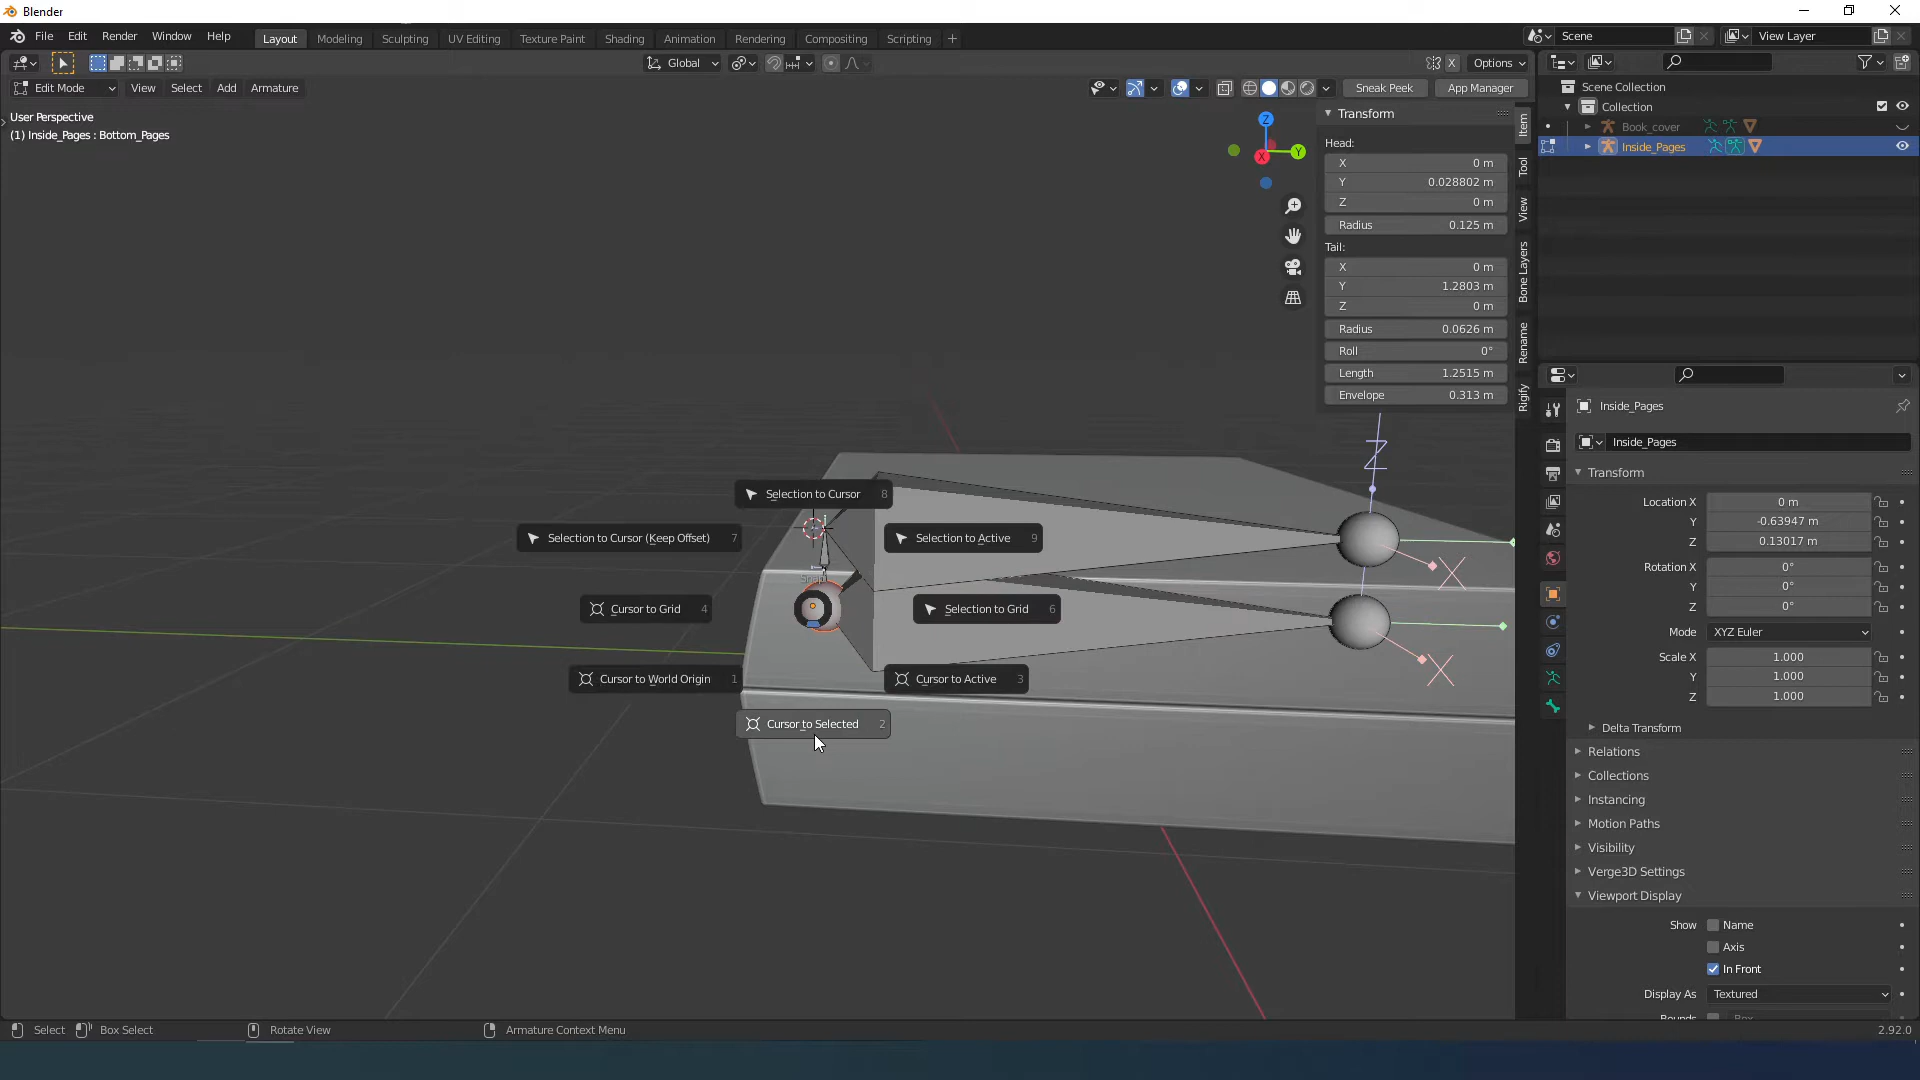 Blender
File Edit Render Window Help
Layout Modeling Sculpting UV Editing Texture Paint Shading Animation Rendering Compositing Scripting +
Scene
View Layer
Global
X
Options
Edit Mode View Select Add Armature
Sneak Peek App Manager
User Perspective
(1) Inside_Pages : Bottom_Pages
Z
Y
X
Transform
Head:
X 0 m
Y 0.028802 m
Z 0 m
Radius 0.125 m
Tail:
X 0 m
Y 1.2803 m
Z 0 m
Radius 0.0626 m
Roll 0°
Length 1.2515 m
Envelope 0.313 m
Item
Tool
View
Bone Layers
Rename
Rigify
Scene Collection
Collection
Book_cover
Inside_Pages
Selection to Cursor 8
Selection to Cursor (Keep Offset) 7
Selection to Active 9
Snap
Cursor to Grid 4
Selection to Grid 6
Cursor to World Origin 1
Cursor to Active 3
Cursor to Selected 2
Z
X
X
Inside_Pages
Inside_Pages
Transform
Location X 0 m
Y -0.63947 m
Z 0.13017 m
Rotation X 0°
Y 0°
Z 0°
Mode XYZ Euler
Scale X 1.000
Y 1.000
Z 1.000
Delta Transform
Relations
Collections
Instancing
Motion Paths
Visibility
Verge3D Settings
Viewport Display
Show Name
Axis
In Front
Display As Textured
Bounds Box
Select Box Select Rotate View Armature Context Menu
2.92.0